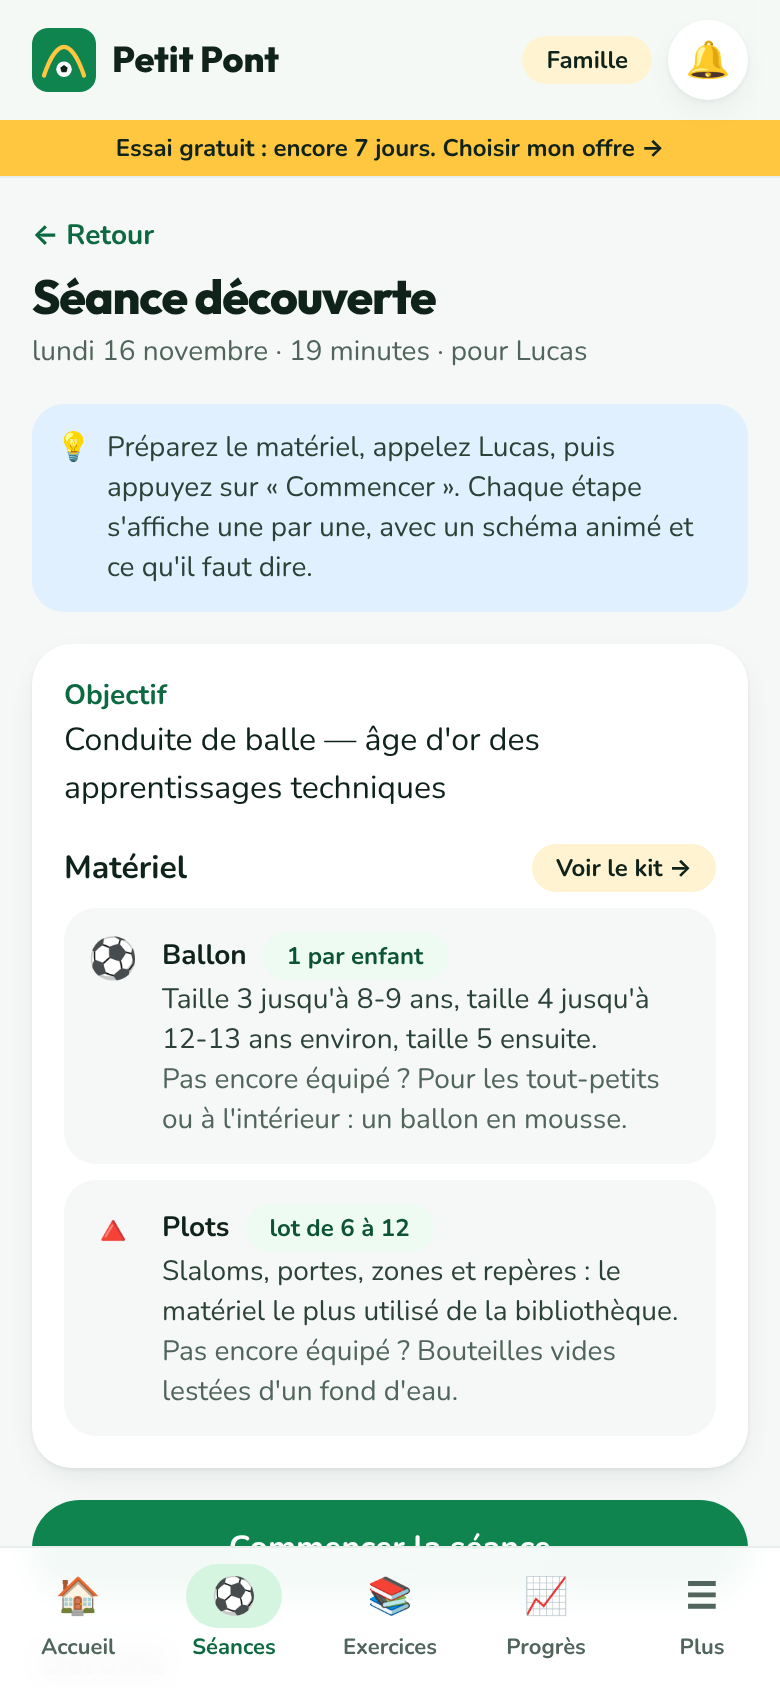 Petit Pont
Famille
Essai gratuit : encore 7 jours. Choisir mon offre →
← Retour
Séance découverte
lundi 16 novembre · 19 minutes · pour Lucas
Préparez le matériel, appelez Lucas, puis
appuyez sur « Commencer ». Chaque étape
s'affiche une par une, avec un schéma animé et
ce qu'il faut dire.
Objectif
Conduite de balle — âge d'or des
apprentissages techniques
Matériel
Voir le kit →
Ballon
1 par enfant
Taille 3 jusqu'à 8-9 ans, taille 4 jusqu'à
12-13 ans environ, taille 5 ensuite.
Pas encore équipé ? Pour les tout-petits
ou à l'intérieur : un ballon en mousse.
Plots
lot de 6 à 12
Slaloms, portes, zones et repères : le
matériel le plus utilisé de la bibliothèque.
Pas encore équipé ? Bouteilles vides
lestées d'un fond d'eau.
Commencer la séance
Accueil
Séances
Exercices
Progrès
Plus